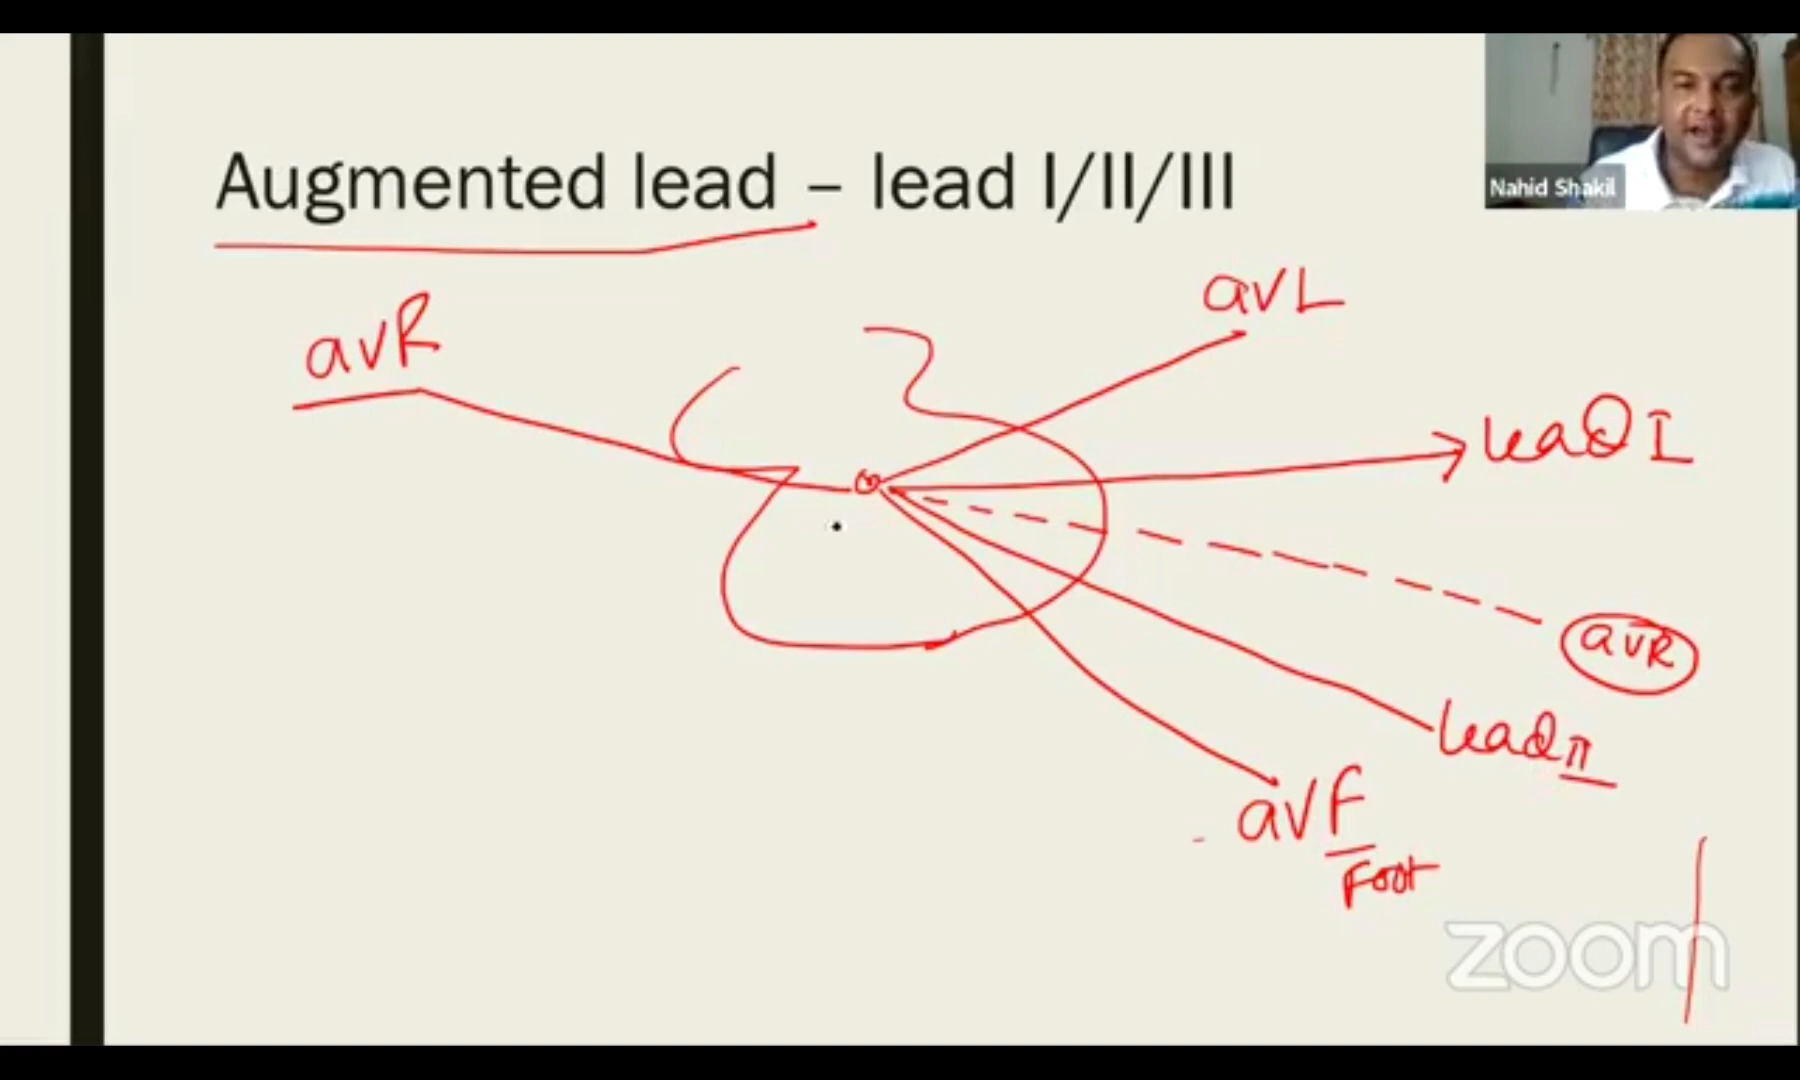 Augmented lead – lead I/II/III
Nahid Shakil
avR
avL
lead I
avR
lead II
avF
Foot
zoom